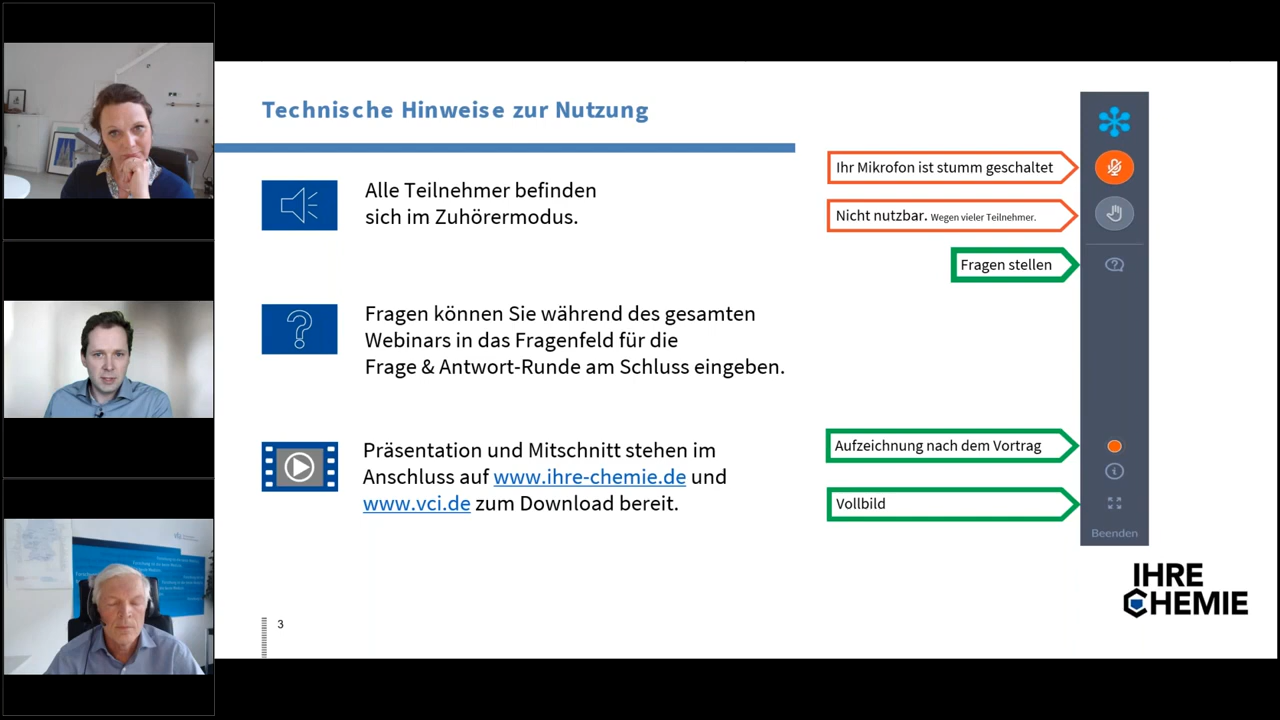 Technische Hinweise zur Nutzung
Alle Teilnehmer befinden
sich im Zuhörermodus.
Fragen können Sie während des gesamten
Webinars in das Fragenfeld für die
Frage & Antwort-Runde am Schluss eingeben.
Präsentation und Mitschnitt stehen im
Anschluss auf www.ihre-chemie.de und
www.vci.de zum Download bereit.
Ihr Mikrofon ist stumm geschaltet
Nicht nutzbar. Wegen vieler Teilnehmer.
Fragen stellen
Aufzeichnung nach dem Vortrag
Vollbild
Beenden
IHRE
CHEMIE
3